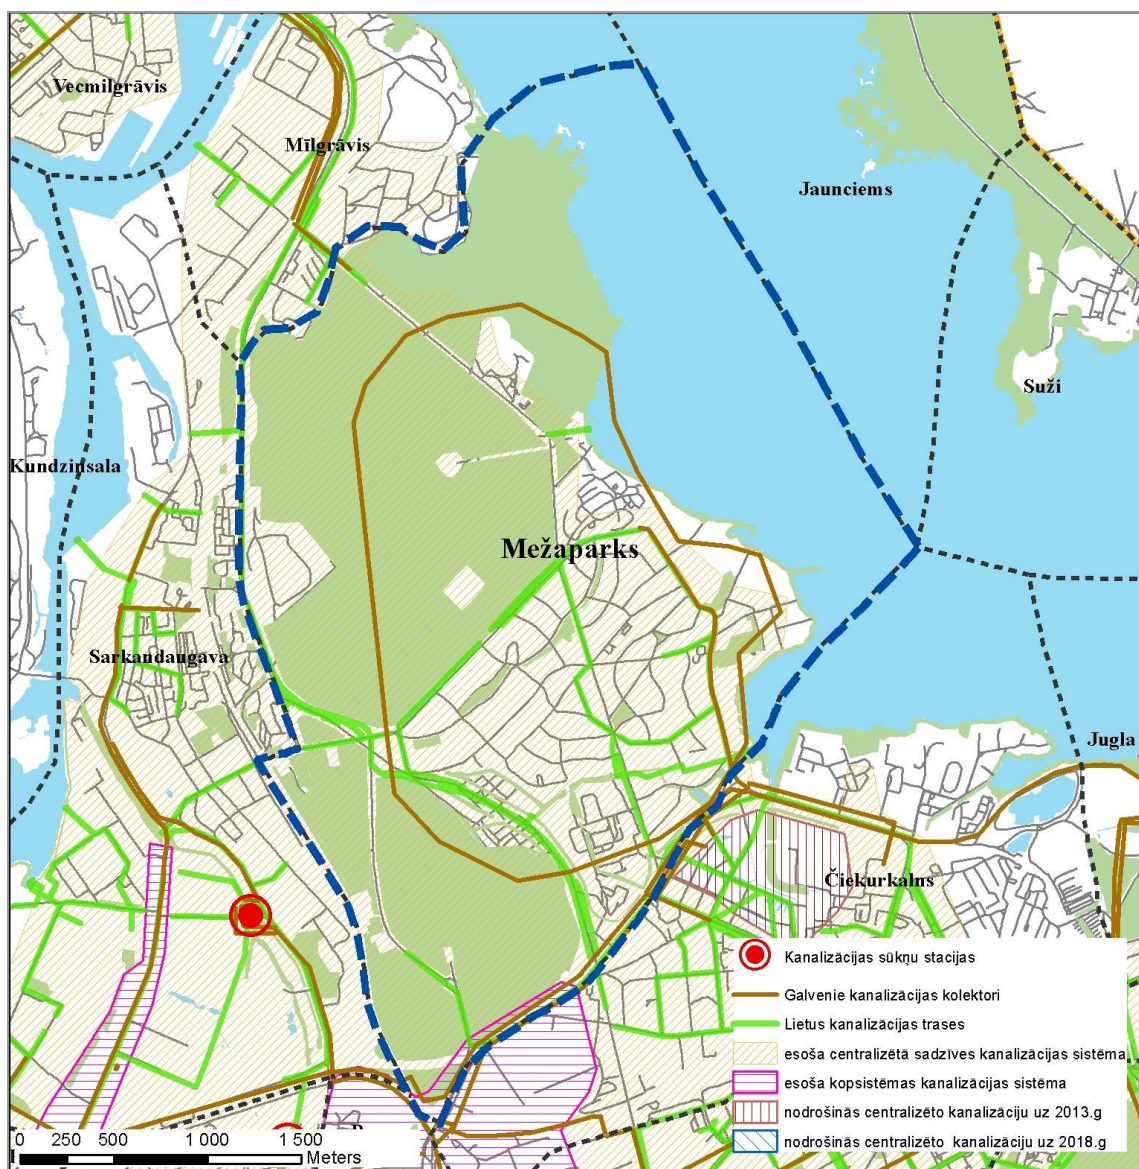 Vecmilgrāvis
Mīlgrāvis
Jaunciems
Suži
Kundziņsala
Mežaparks
Sarkandaugava
Jugla
Čiekurkalns
Kanalizācijas sūkņu stacijas
Galvenie kanalizācijas kolektori
Lietus kanalizācijas trases
esoša centralizētā sadzīves kanalizācijas sistēma
esoša kopsistēmas kanalizācijas sistēma
nodrošinās centralizēto kanalizāciju uz 2013.g
nodrošinās centralizēto kanalizāciju uz 2018.g
0 250 500 1 000 1 500
Meters